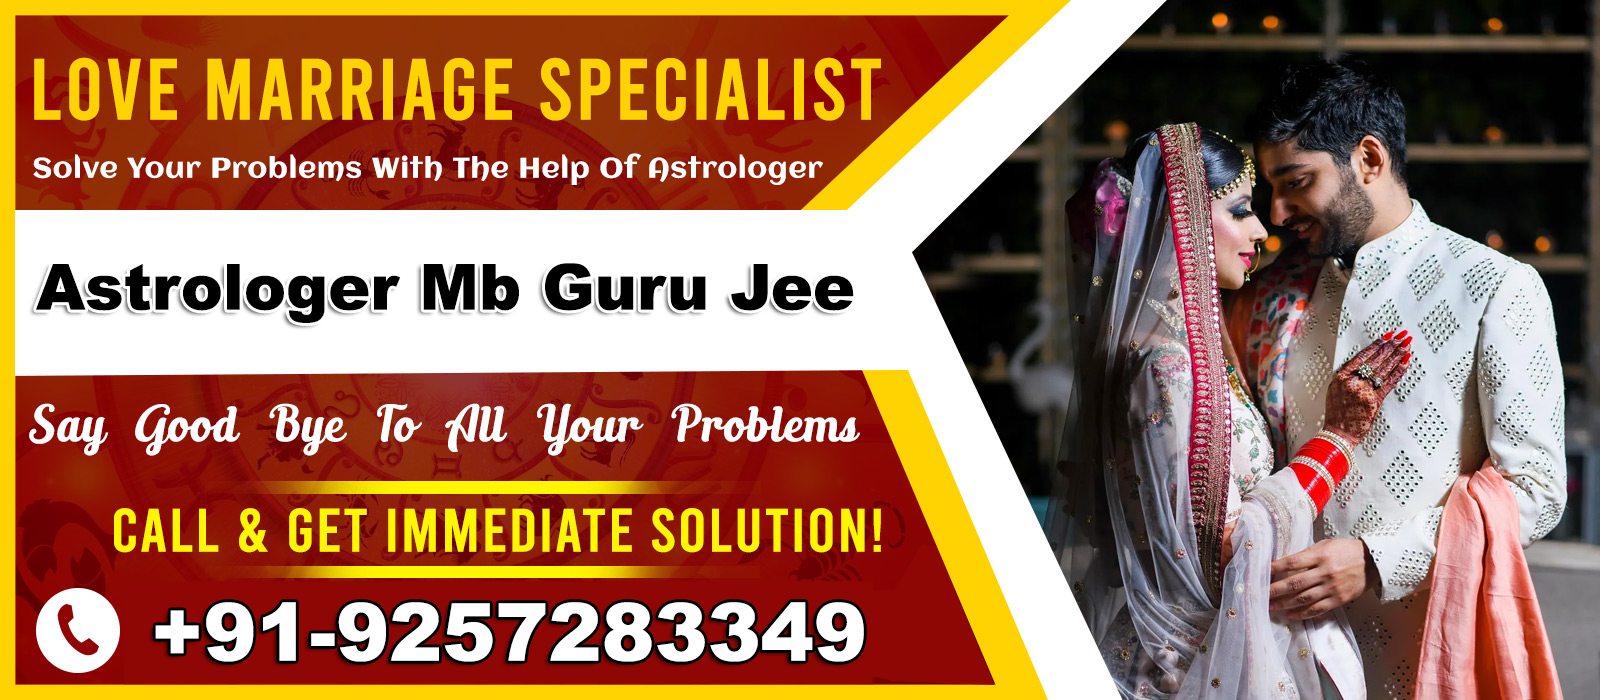 LOVE MARRIAGE SPECIALIST
Solve Your Problems With The Help Of Astrologer
Astrologer Mb Guru Jee
Say Good Bye To All Your Problems
CALL & GET IMMEDIATE SOLUTION!
+91-9257283349